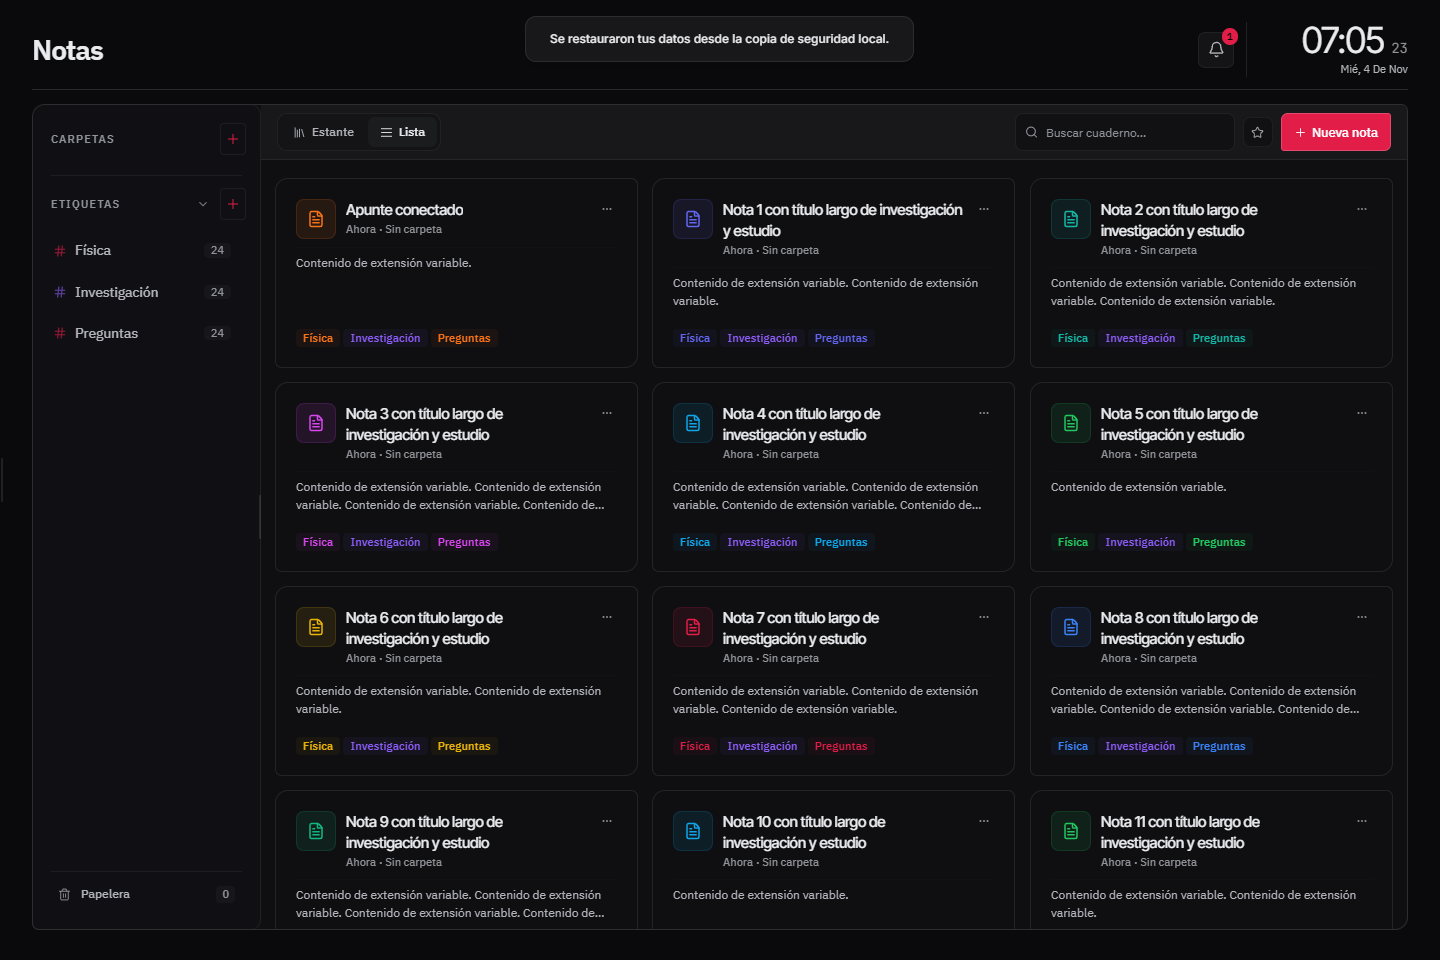 Notas
Se restauraron tus datos desde la copia de seguridad local.
1
07:05 23
Mié, 4 De Nov
CARPETAS
ETIQUETAS
# Física 24
# Investigación 24
# Preguntas 24
Papelera 0
Estante
Lista
Buscar cuaderno...
+ Nueva nota
Apunte conectado
Ahora • Sin carpeta
Contenido de extensión variable.
Física Investigación Preguntas
Nota 1 con título largo de investigación
y estudio
Ahora • Sin carpeta
Contenido de extensión variable. Contenido de extensión
variable.
Física Investigación Preguntas
Nota 2 con título largo de
investigación y estudio
Ahora • Sin carpeta
Contenido de extensión variable. Contenido de extensión
variable. Contenido de extensión variable.
Física Investigación Preguntas
Nota 3 con título largo de
investigación y estudio
Ahora • Sin carpeta
Contenido de extensión variable. Contenido de extensión
variable. Contenido de extensión variable. Contenido de...
Física Investigación Preguntas
Nota 4 con título largo de
investigación y estudio
Ahora • Sin carpeta
Contenido de extensión variable. Contenido de extensión
variable. Contenido de extensión variable. Contenido de...
Física Investigación Preguntas
Nota 5 con título largo de
investigación y estudio
Ahora • Sin carpeta
Contenido de extensión variable.
Física Investigación Preguntas
Nota 6 con título largo de
investigación y estudio
Ahora • Sin carpeta
Contenido de extensión variable. Contenido de extensión
variable.
Física Investigación Preguntas
Nota 7 con título largo de
investigación y estudio
Ahora • Sin carpeta
Contenido de extensión variable. Contenido de extensión
variable. Contenido de extensión variable.
Física Investigación Preguntas
Nota 8 con título largo de
investigación y estudio
Ahora • Sin carpeta
Contenido de extensión variable. Contenido de extensión
variable. Contenido de extensión variable. Contenido de...
Física Investigación Preguntas
Nota 9 con título largo de
investigación y estudio
Ahora • Sin carpeta
Contenido de extensión variable. Contenido de extensión
variable. Contenido de extensión variable. Contenido de...
Nota 10 con título largo de
investigación y estudio
Ahora • Sin carpeta
Contenido de extensión variable.
Nota 11 con título largo de
investigación y estudio
Ahora • Sin carpeta
Contenido de extensión variable. Contenido de extensión
variable.